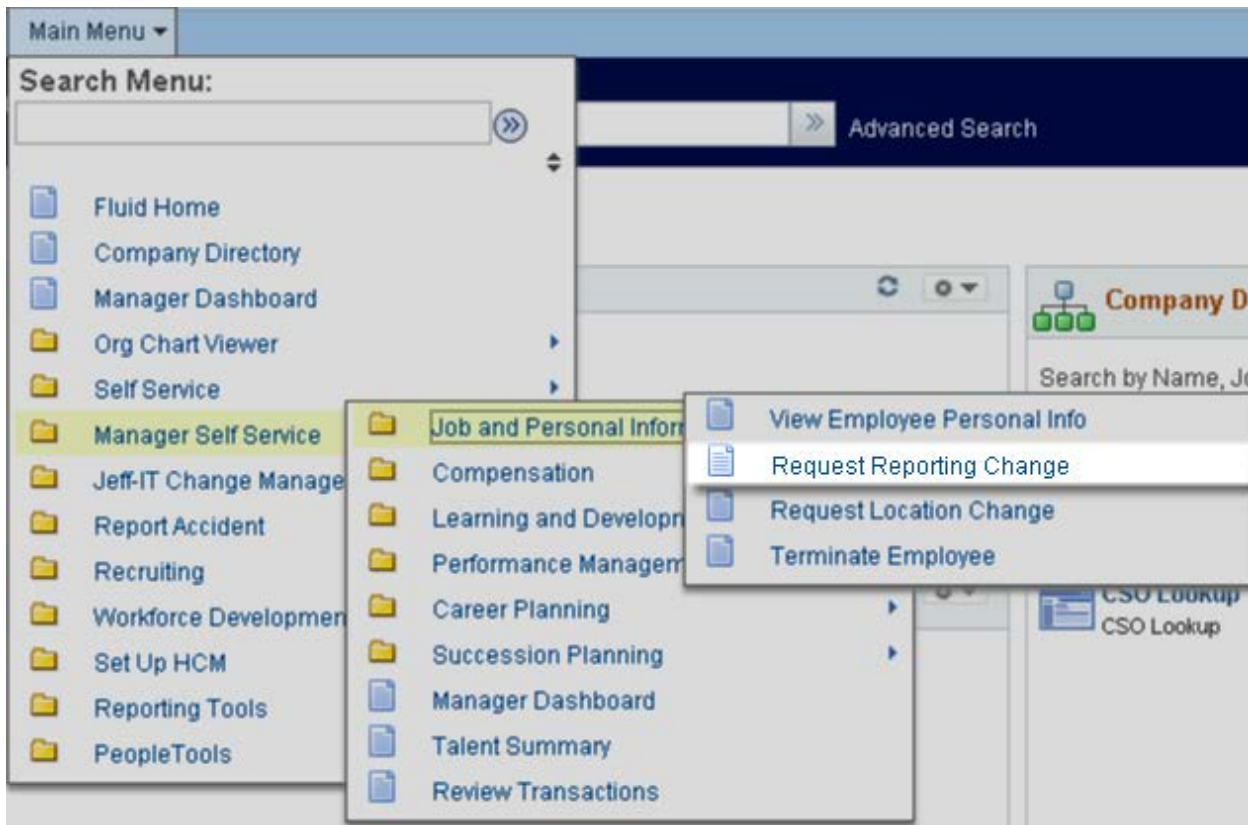 Main Menu
Search Menu:
Advanced Search
Fluid Home
Company Directory
Manager Dashboard
Org Chart Viewer
Self Service
Manager Self Service
Jeff-IT Change Manage
Report Accident
Recruiting
Workforce Developmen
Set Up HCM
Reporting Tools
PeopleTools
Job and Personal Infor
Compensation
Learning and Developn
Performance Managem
Career Planning
Succession Planning
Manager Dashboard
Talent Summary
Review Transactions
View Employee Personal Info
Request Reporting Change
Request Location Change
Terminate Employee
Company D
Search by Name, Jo
CSO Lookup
CSO Lookup